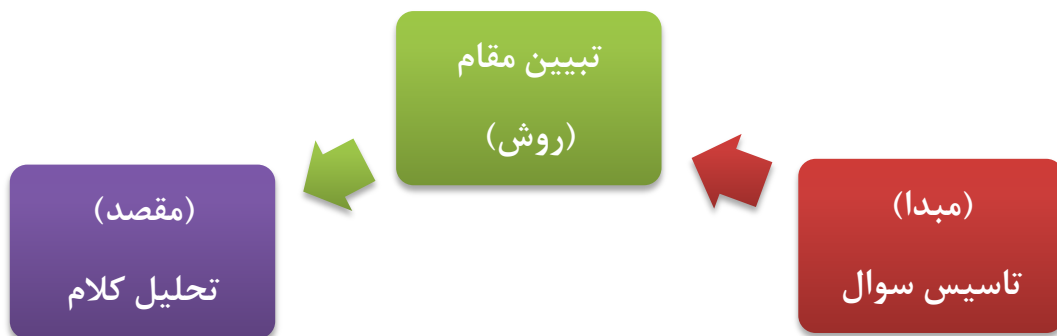 (مبدا)
تاسیس سوال
تبیین مقام
(روش)
(مقصد)
تحلیل کلام